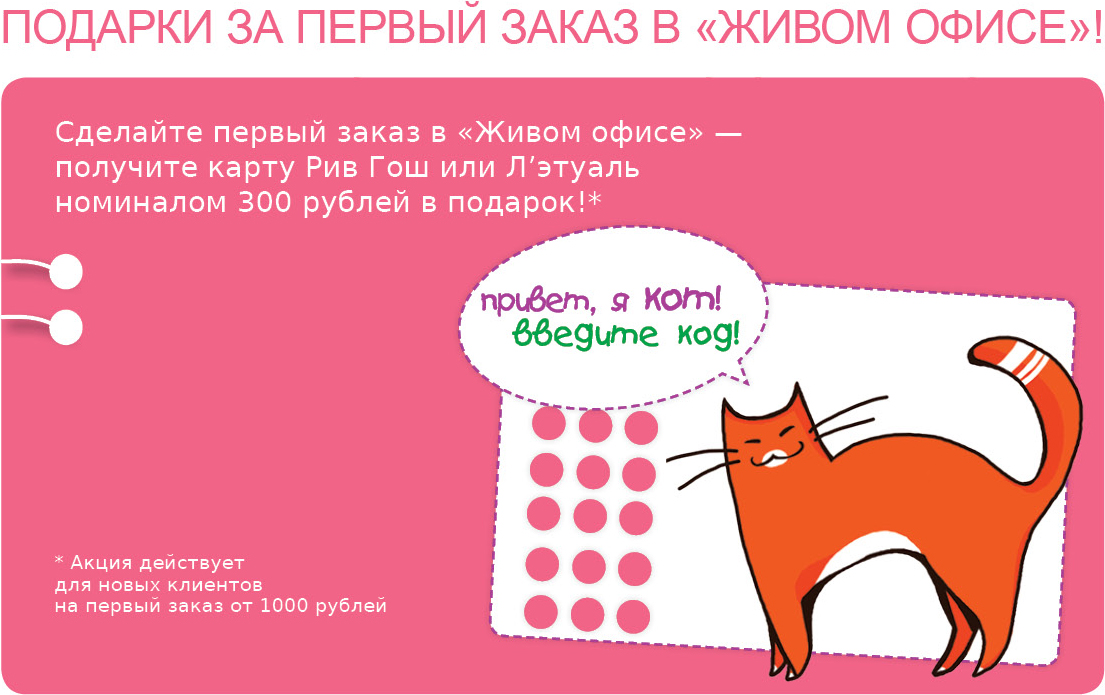 ПОДАРКИ ЗА ПЕРВЫЙ ЗАКАЗ В «ЖИВОМ ОФИСЕ»!
Сделайте первый заказ в «Живом офисе» —
получите карту Рив Гош или Л’этуаль
номиналом 300 рублей в подарок!*
привет, я кот!
введите код!
* Акция действует
для новых клиентов
на первый заказ от 1000 рублей